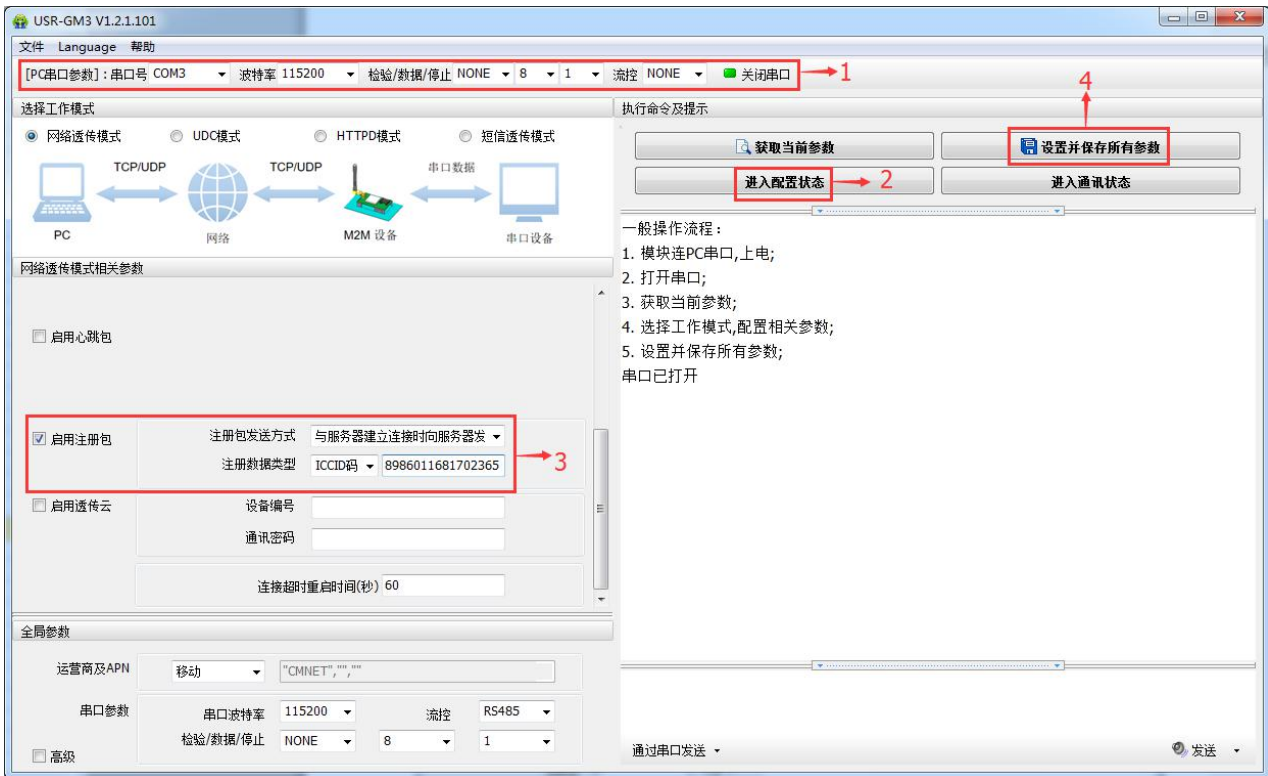 USR-GM3 V1.2.1.101
文件 Language 帮助
[PC串口参数]:串口号 COM3 波特率 115200 检验/数据/停止 NONE 8 1 流控 NONE 关闭串口 1
选择工作模式
网络透传模式 UDC模式 HTTPD模式 短信透传模式
TCP/UDP TCP/UDP 串口数据
PC 网络 M2M 设备 串口设备
网络透传模式相关参数
启用心跳包
启用注册包 注册包发送方式 与服务器建立连接时向服务器发
注册数据类型 ICCID码 8986011681702365 3
启用透传云 设备编号
通讯密码
连接超时重启时间(秒) 60
全局参数
运营商及APN 移动 "CMNET","",""
串口参数 串口波特率 115200 流控 RS485
检验/数据/停止 NONE 8 1
高级
执行命令及提示 4
获取当前参数 设置并保存所有参数
进入配置状态 2 进入通讯状态
一般操作流程:
1. 模块连PC串口,上电;
2. 打开串口;
3. 获取当前参数;
4. 选择工作模式,配置相关参数;
5. 设置并保存所有参数;
串口已打开
通过串口发送 发送